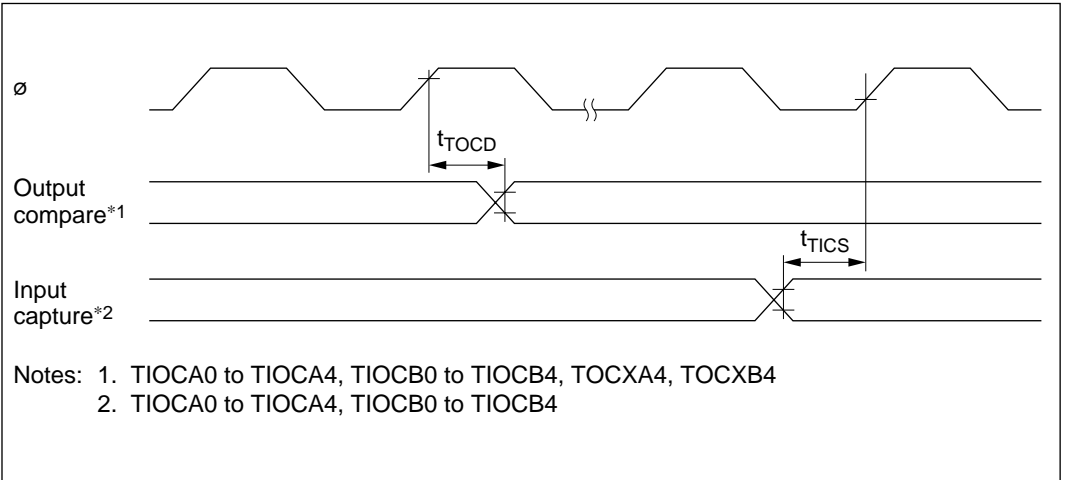 ø
tTOCD
Output
compare*1
tTICS
Input
capture*2
Notes: 1. TIOCA0 to TIOCA4, TIOCB0 to TIOCB4, TOCXA4, TOCXB4
2. TIOCA0 to TIOCA4, TIOCB0 to TIOCB4